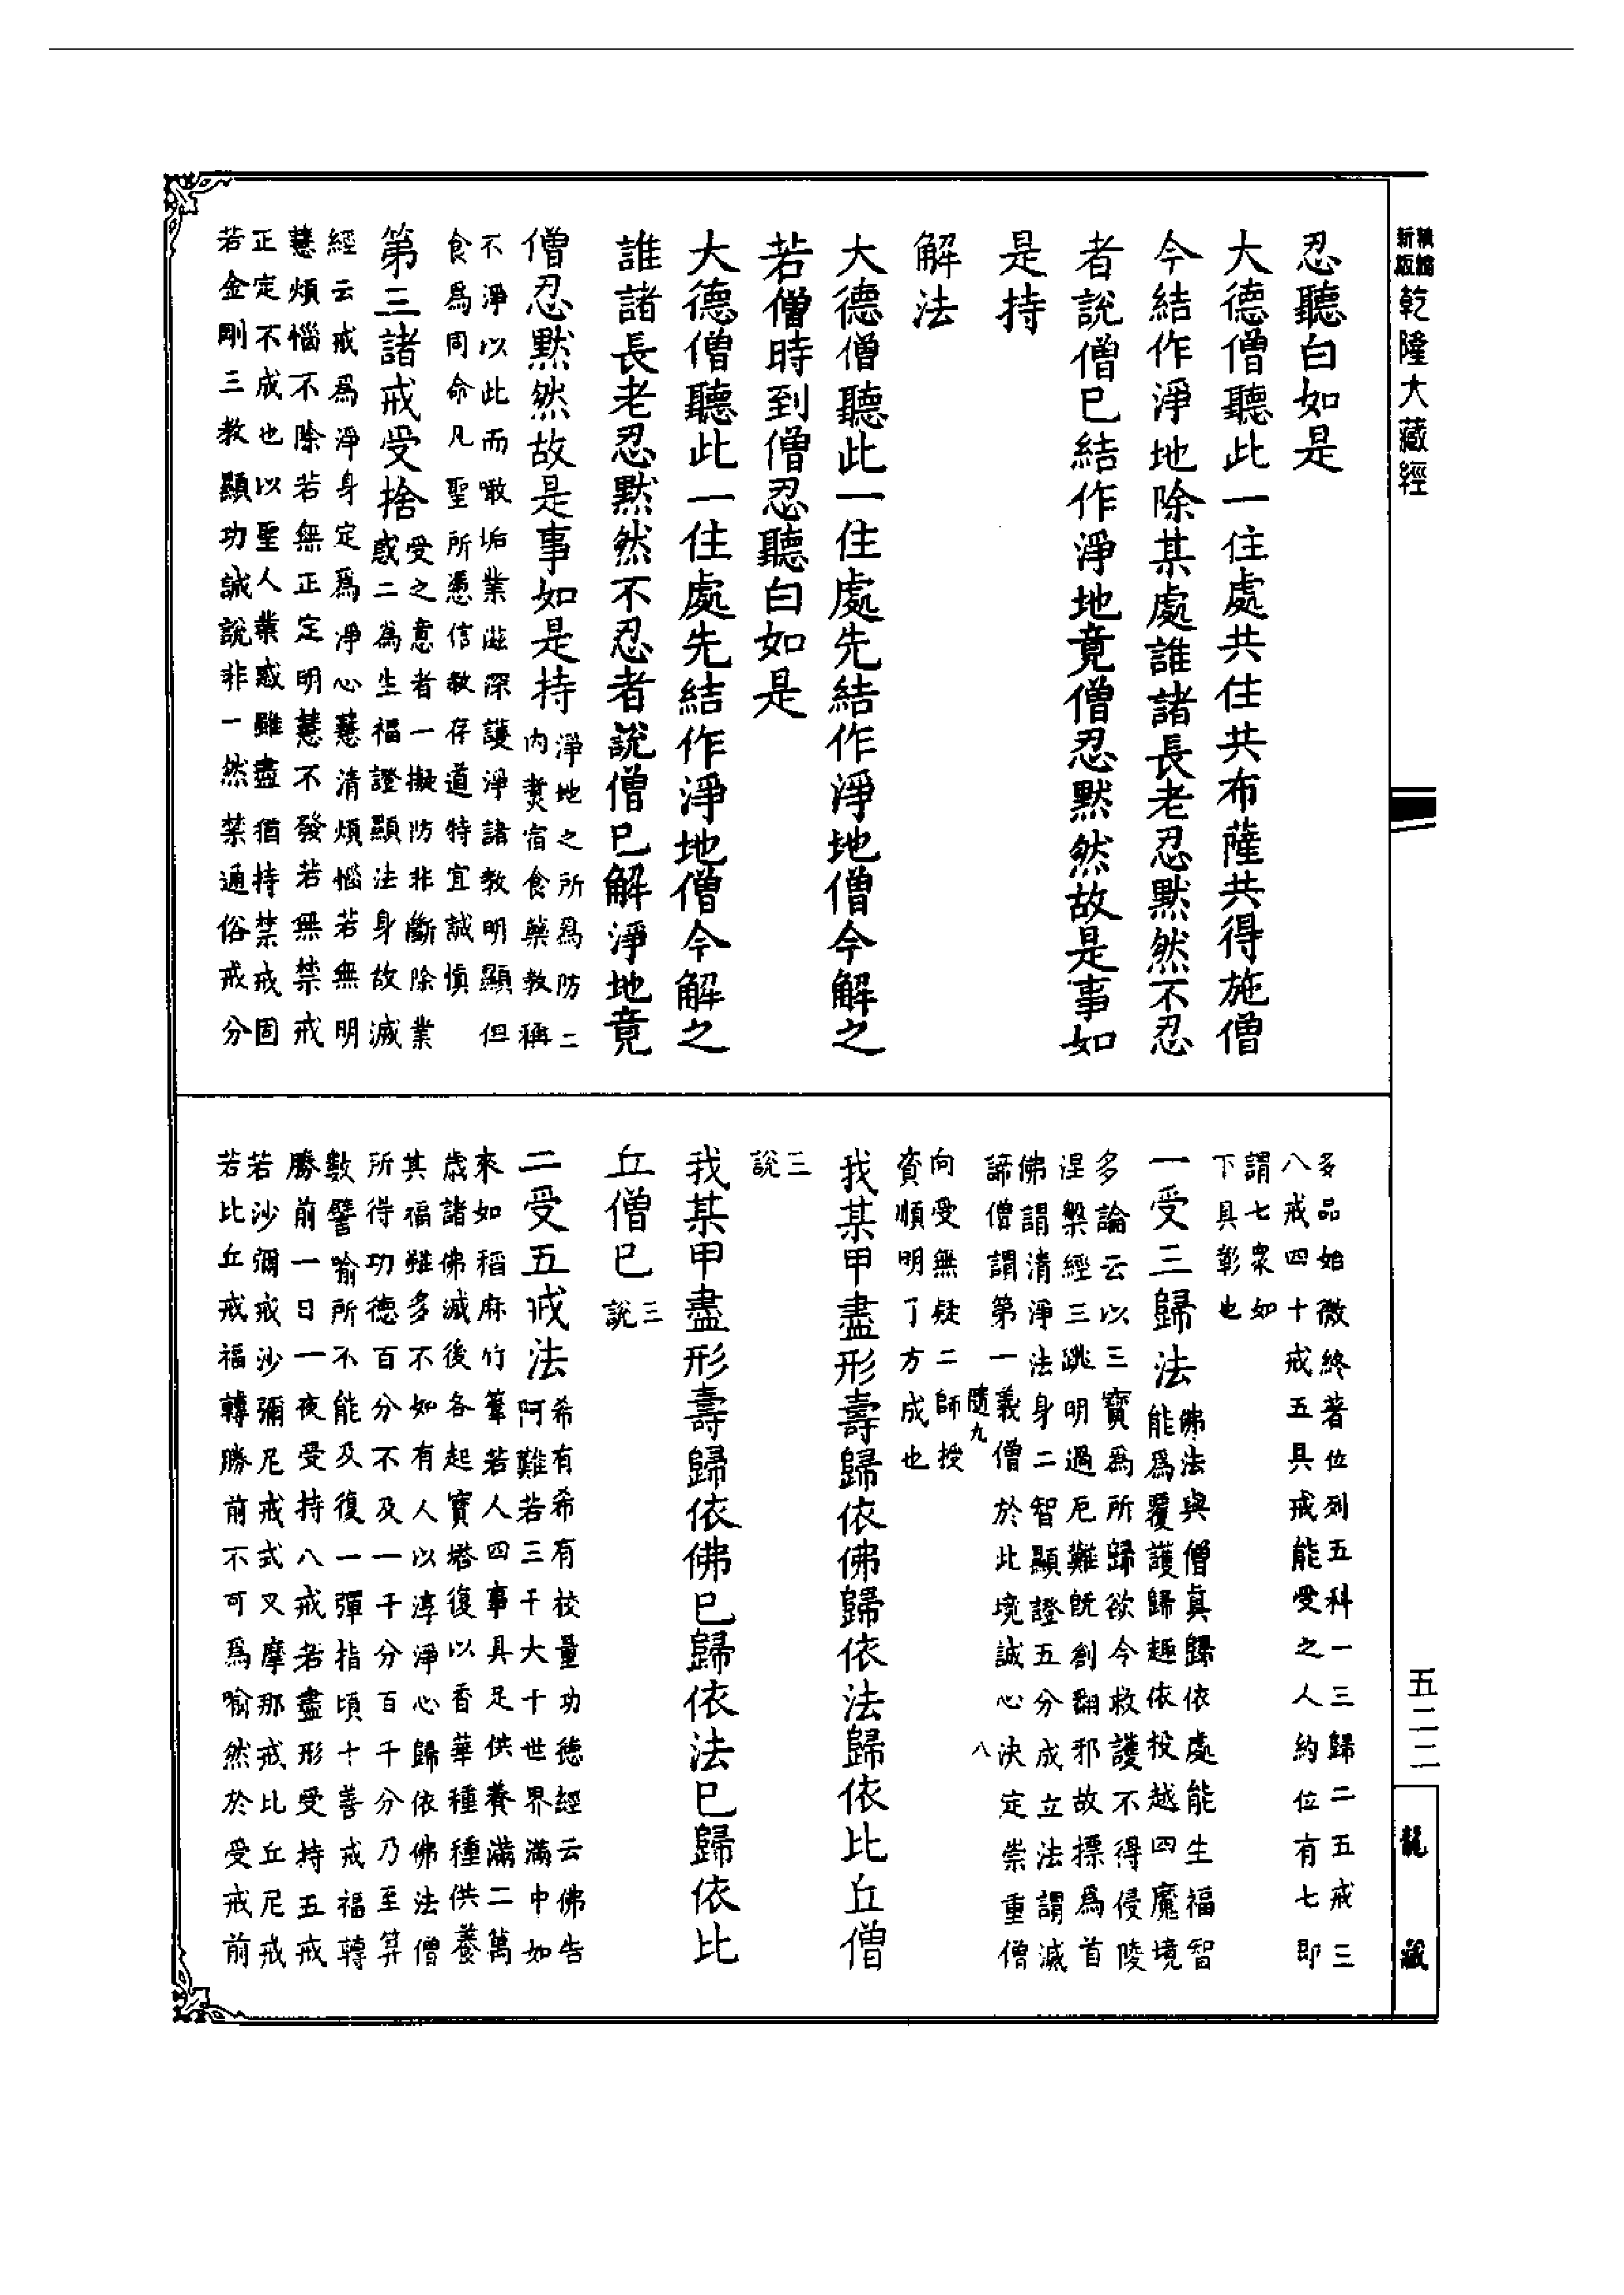 新版
精縮
乾隆大藏經
忍聽白如是
大德僧聽此一住處共住共布薩共得施僧
今結作淨地除某處誰諸長老忍默然不忍
者說僧巳結作淨地竟僧忍默然故是事如
是持
解法
大德僧聽此一住處先結作淨地僧今解之
若僧時到僧忍聽白如是
大德僧聽此一住處先結作淨地僧今解之
誰諸長老忍默然不忍者說僧巳解淨地竟
僧忍默然故是事如是持
淨地之所爲防二
内煑宿食藥教稱
不淨以此而噉垢業滋深護淨諸教明顯但
食爲同命凡聖所憑信教存道特宜誠慎
第三諸戒受捨
受之意者一擬防非斷除業
惑二爲生福證顯法身故滅
經云戒爲淨身定爲淨心慧清煩惱若無明
慧煩惱不除若無正定明慧不發若無禁戒
正定不成也以聖人業惑雖盡猶持禁戒固
若金剛三教顯功誠說非一然禁通俗戒分
多品始微終著位列五科一三歸二五戒三
八戒四十戒五具戒能受之人約位有七即
謂七衆如
下具彰也
一受三歸法
佛法與僧眞歸依處能生福智
能爲覆護歸趣依投越四魔境
多論云以三寶爲所歸欲令救護不得侵陵
涅槃經三跳明過厄難旣創翻邪故標爲首
佛謂清淨法身二智顯證五分成立法謂滅
諦僧謂第一義僧於此境誠心決定崇重僧
隨九
八
向受無疑二師授
資順明了方成也
我某甲盡形壽歸依佛歸依法歸依比丘僧
三
說
我某甲盡形壽歸依佛巳歸依法巳歸依比
丘僧巳
三
說
二受五戒法
希有希有校量功德經云佛告
阿難若三千大千世界滿中如
來如稻麻竹葦若人四事具足供養滿二萬
歲諸佛滅後各起寶塔復以香華種種供養
其福雖多不如有人以淳淨心歸依佛法僧
所得功德百分不及一千分百千分乃至算
數譬喻所不能及復一彈指頃十善戒福轉
勝前一日一夜受持八戒若盡形受持五戒
若沙彌戒沙彌尼戒式叉摩那戒比丘尼戒
若比丘戒福轉勝前不可爲喻然於受戒前
五二二
龍藏